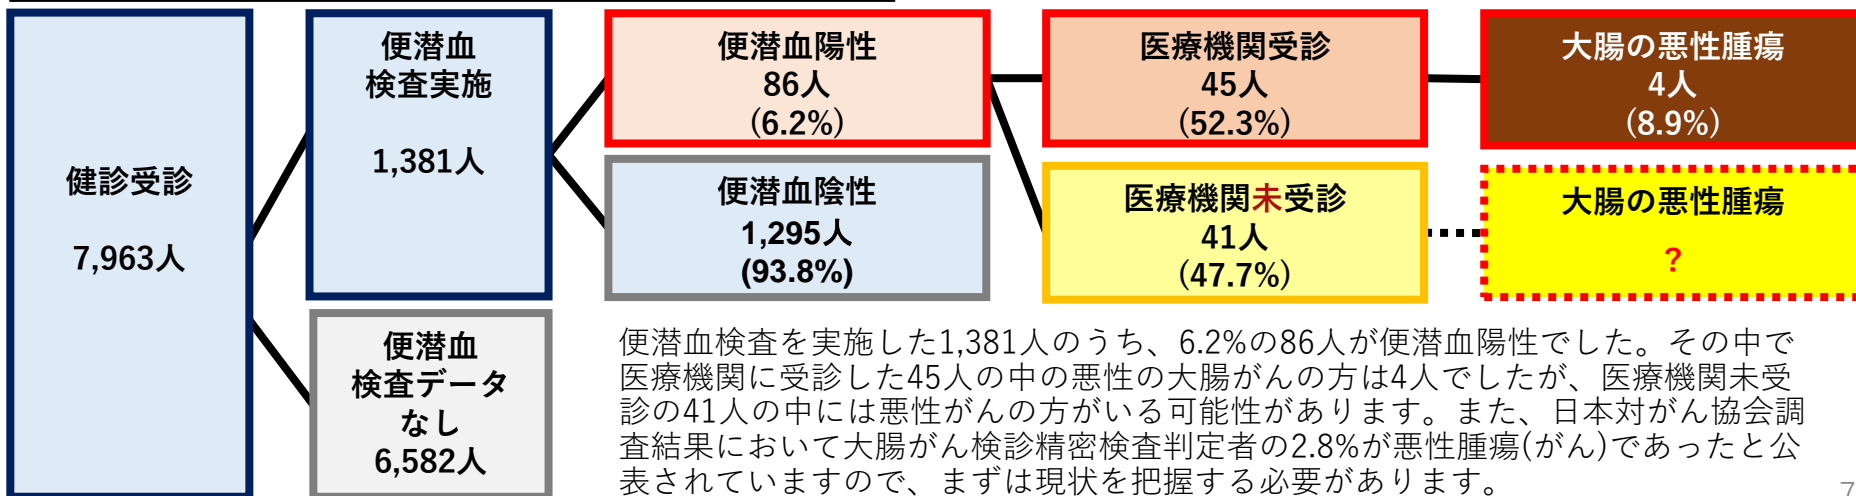 健診受診
7,963人
便潜血
検査実施
1,381人
便潜血
検査データ
なし
6,582人
便潜血陽性
86人
(6.2%)
便潜血陰性
1,295人
(93.8%)
医療機関受診
45人
(52.3%)
医療機関未受診
41人
(47.7%)
大腸の悪性腫瘍
4人
(8.9%)
大腸の悪性腫瘍
?
便潜血検査を実施した1,381人のうち、6.2%の86人が便潜血陽性でした。その中で
医療機関に受診した45人の中の悪性の大腸がんの方は4人でしたが、医療機関未受
診の41人の中には悪性がんの方がいる可能性があります。また、日本対がん協会調
査結果において大腸がん検診精密検査判定者の2.8%が悪性腫瘍(がん)であったと公
表されていますので、まずは現状を把握する必要があります。
7